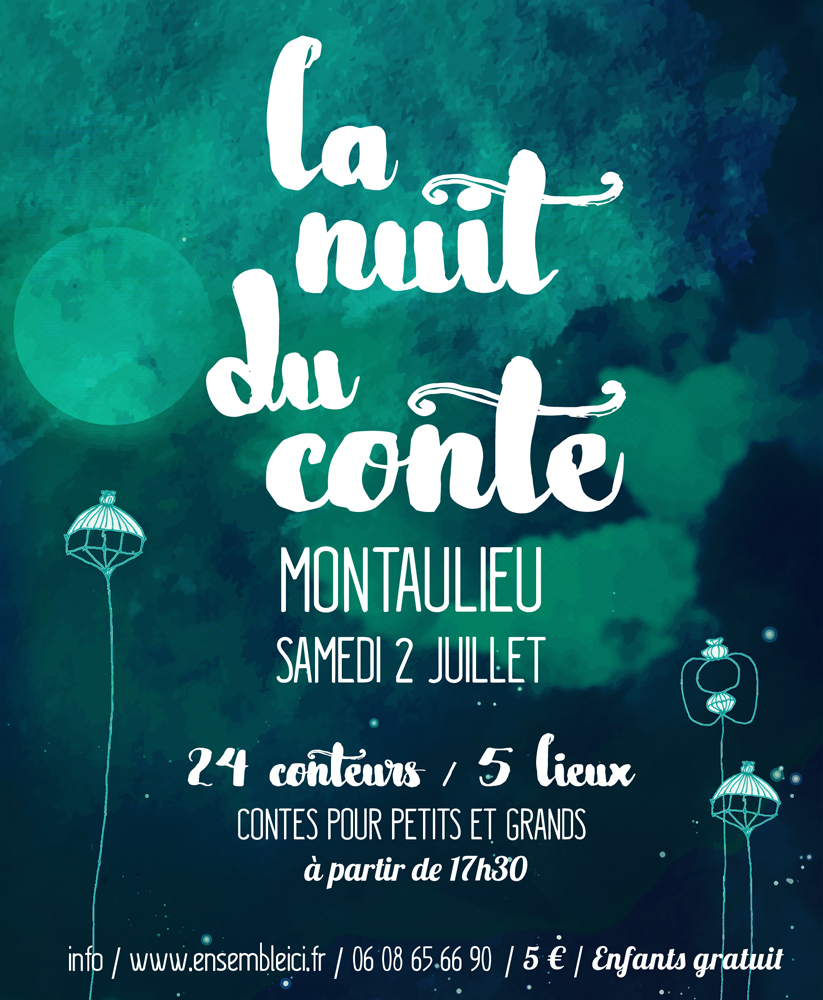 la
nuit
du
conte
MONTAULIEU
SAMEDI 2 JUILLET
24 conteurs / 5 lieux
CONTES POUR PETITS ET GRANDS
à partir de 17h30
info / www.ensembleici.fr / 06 08 65 66 90 / 5 € / Enfants gratuit